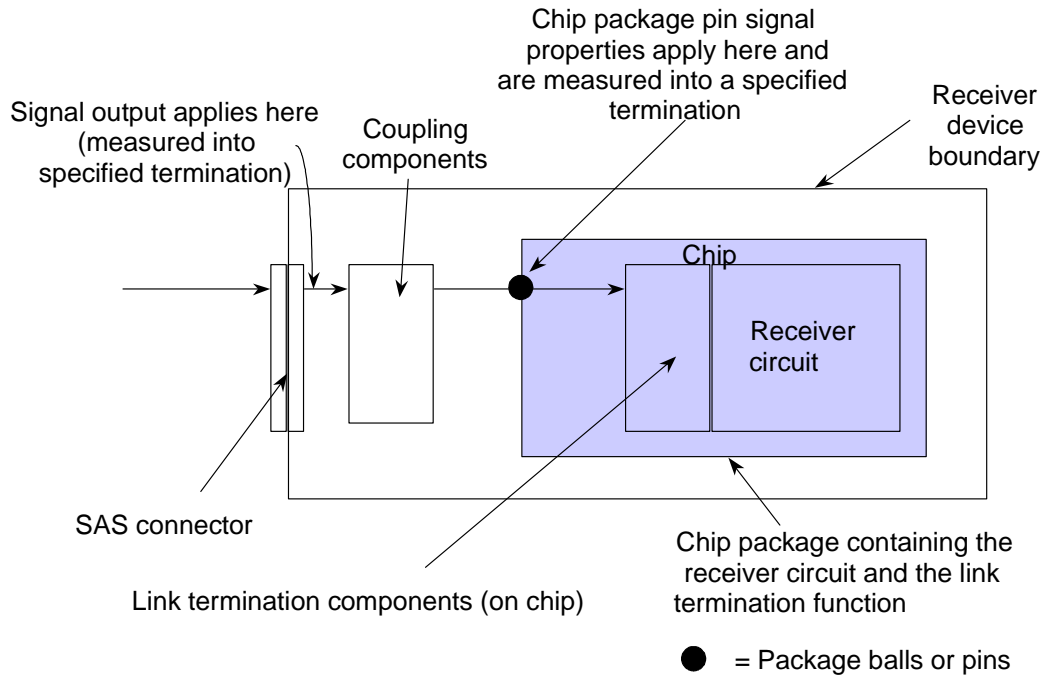 Chip package pin signal
properties apply here and
are measured into a specified
termination
Signal output applies here
(measured into
specified termination)
Coupling
components
Receiver
device
boundary
Chip
Receiver
circuit
SAS connector
Link termination components (on chip)
Chip package containing the
receiver circuit and the link
termination function
= Package balls or pins